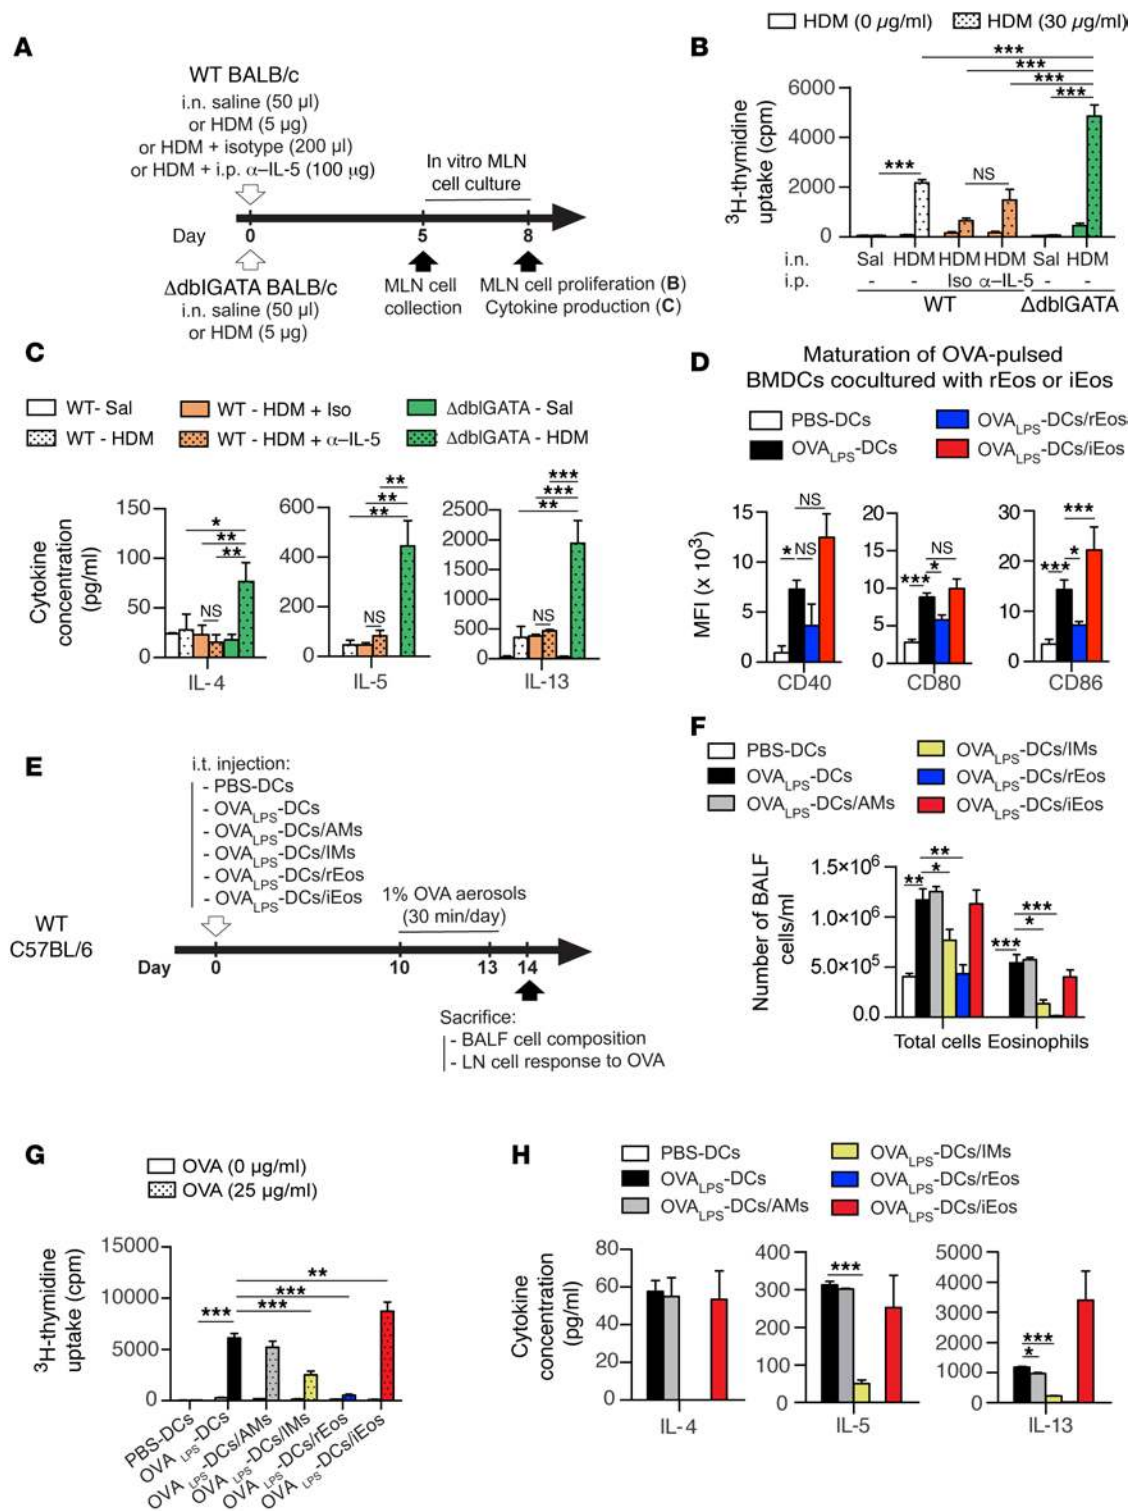 A
WT BALB/c
i.n. saline (50 µl)
or HDM (5 µg)
or HDM + isotype (200 µl)
or HDM + i.p. α–IL-5 (100 µg)
In vitro MLN
cell culture
Day
0
5
8
ΔdblGATA BALB/c
i.n. saline (50 µl)
or HDM (5 µg)
MLN cell
collection
MLN cell proliferation (B)
Cytokine production (C)
B
HDM (0 µg/ml)
HDM (30 µg/ml)
***
***
***
***
***
NS
6000
4000
2000
0
³H-thymidine
uptake (cpm)
i.n.
Sal HDM HDM HDM Sal HDM
i.p.
- - Iso α–IL-5 - -
WT
ΔdblGATA
C
WT- Sal
WT - HDM + Iso
ΔdblGATA - Sal
WT - HDM
WT - HDM + α–IL-5
ΔdblGATA - HDM
Cytokine
concentration
(pg/ml)
150
100
50
0
*
**
**
NS
IL-4
600
400
200
0
**
**
**
NS
IL-5
2500
2000
1500
1000
500
0
***
***
**
NS
IL-13
D
Maturation of OVA-pulsed
BMDCs cocultured with rEos or iEos
PBS-DCs
OVALPS-DCs/rEos
OVALPS-DCs
OVALPS-DCs/iEos
MFI (x 10³)
15
10
5
0
NS
* NS
CD40
20
15
10
5
0
NS
*** *
CD80
30
20
10
0
***
*** *
CD86
E
i.t. injection:
- PBS-DCs
- OVALPS-DCs
- OVALPS-DCs/AMs
- OVALPS-DCs/IMs
- OVALPS-DCs/rEos
- OVALPS-DCs/iEos
WT
C57BL/6
1% OVA aerosols
(30 min/day)
Day
0
10
13
14
Sacrifice:
- BALF cell composition
- LN cell response to OVA
F
PBS-DCs
OVALPS-DCs/IMs
OVALPS-DCs
OVALPS-DCs/rEos
OVALPS-DCs/AMs
OVALPS-DCs/iEos
Number of BALF
cells/ml
1.5×10⁶
1.0×10⁶
5.0×10⁵
0.0
**
*
**
***
*
***
Total cells
Eosinophils
G
OVA (0 µg/ml)
OVA (25 µg/ml)
³H-thymidine
uptake (cpm)
15000
10000
5000
0
**
***
***
***
PBS-DCs
OVA LPS-DCs
OVA LPS-DCs/AMs
OVA LPS-DCs/IMs
OVA LPS-DCs/rEos
OVA LPS-DCs/iEos
H
PBS-DCs
OVALPS-DCs/IMs
OVALPS-DCs
OVALPS-DCs/rEos
OVALPS-DCs/AMs
OVALPS-DCs/iEos
Cytokine
concentration
(pg/ml)
80
60
40
20
0
IL-4
400
300
200
100
0
***
IL-5
5000
4000
3000
2000
1000
0
***
*
IL-13